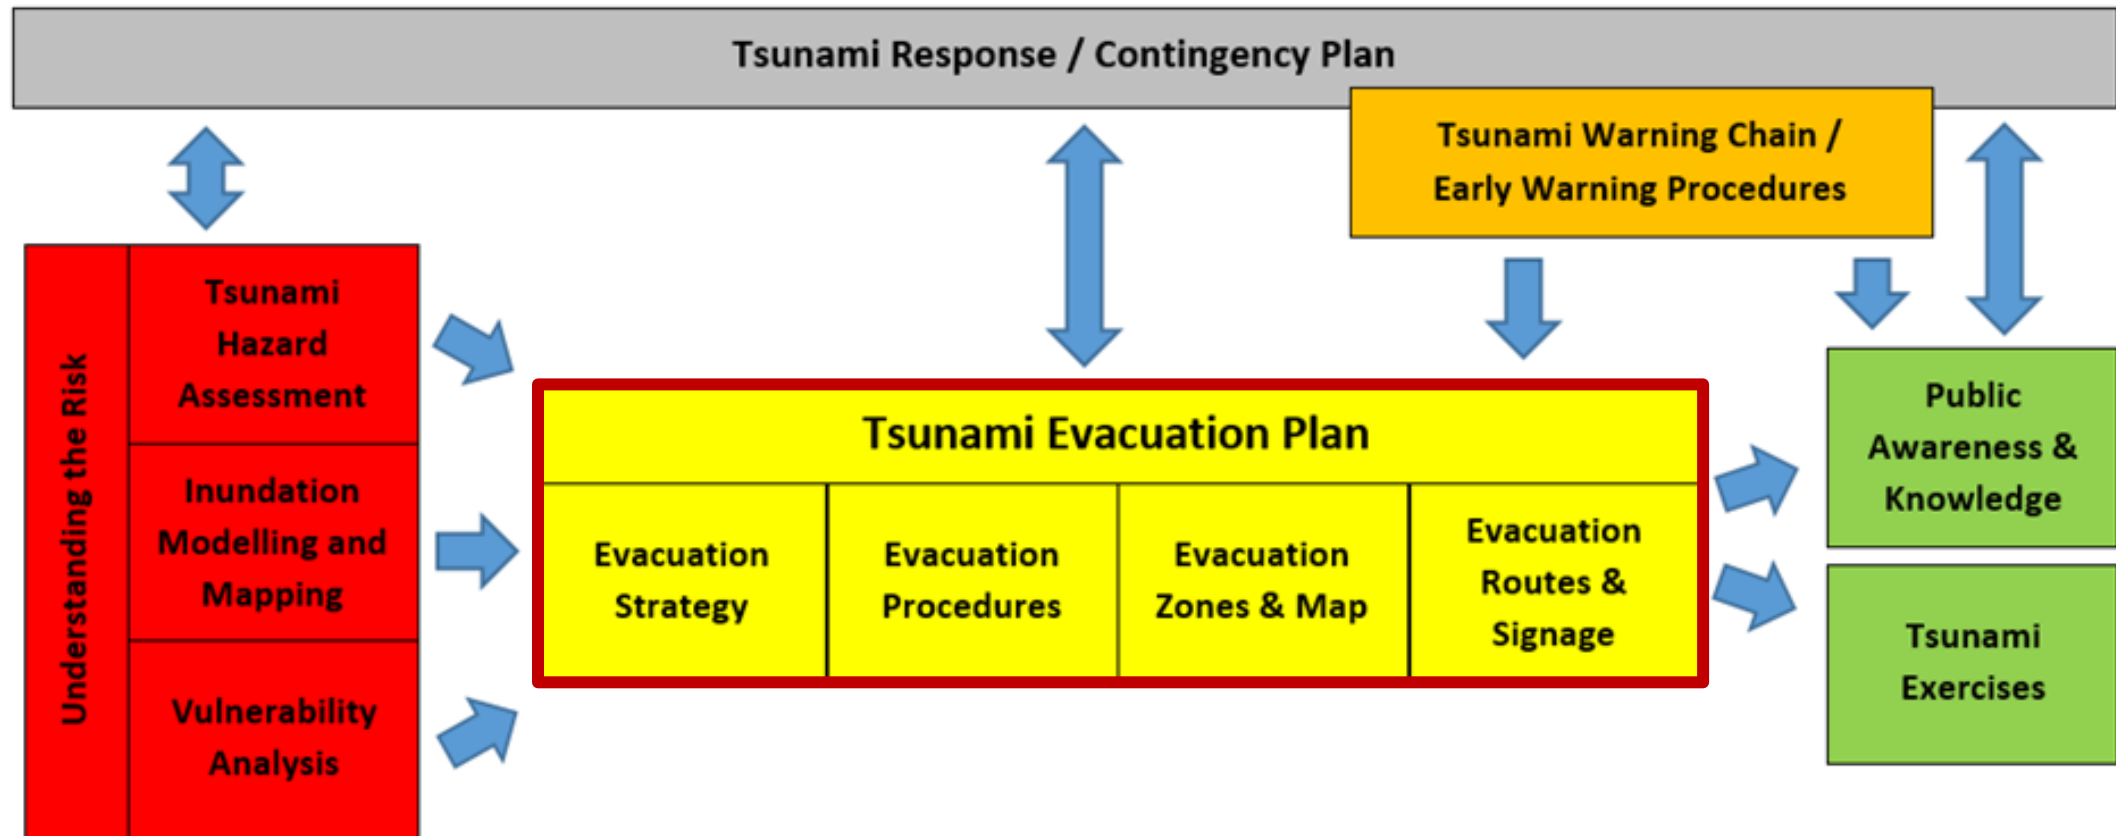 Tsunami Response / Contingency Plan
Tsunami Warning Chain /
Early Warning Procedures
Understanding the Risk
Tsunami
Hazard
Assessment
Inundation
Modelling and
Mapping
Vulnerability
Analysis
Tsunami Evacuation Plan
Evacuation
Strategy
Evacuation
Procedures
Evacuation
Zones & Map
Evacuation
Routes &
Signage
Public
Awareness &
Knowledge
Tsunami
Exercises